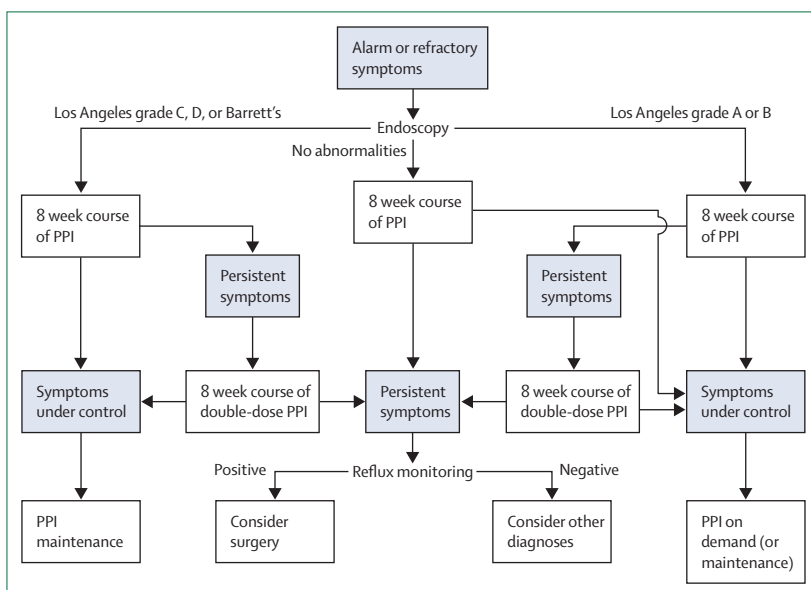 Alarm or refractory
symptoms
Los Angeles grade C, D, or Barrett's
Endoscopy
Los Angeles grade A or B
No abnormalities
8 week course
of PPI
8 week course
of PPI
8 week course
of PPI
Persistent
symptoms
Persistent
symptoms
Symptoms
under control
8 week course of
double-dose PPI
Persistent
symptoms
8 week course of
double-dose PPI
Symptoms
under control
Positive
Reflux monitoring
Negative
PPI
maintenance
Consider
surgery
Consider other
diagnoses
PPI on
demand (or
maintenance)